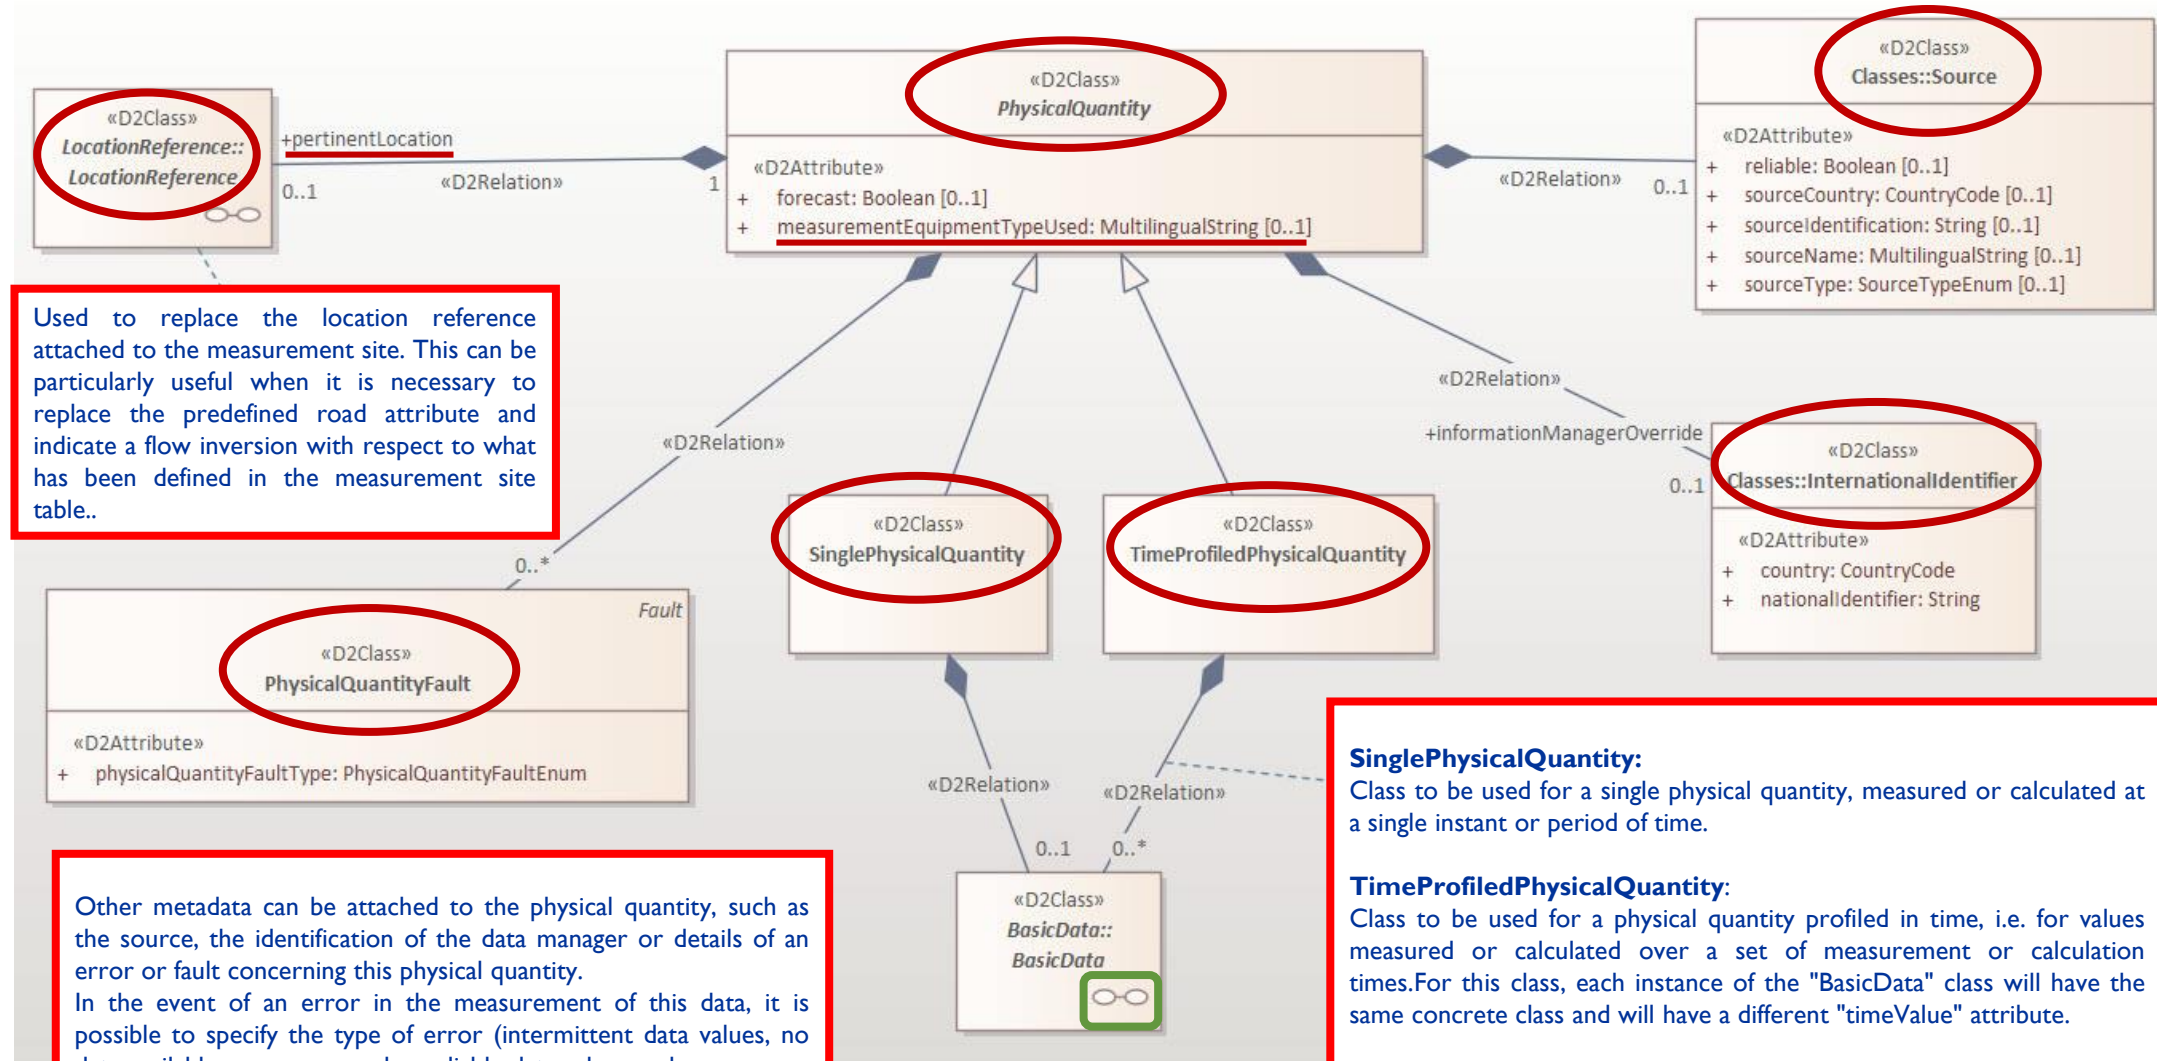 «D2Class»
LocationReference::
LocationReference
+pertinentLocation
0..1
«D2Relation»
1
«D2Class»
PhysicalQuantity
«D2Attribute»
+ forecast: Boolean [0..1]
+ measurementEquipmentTypeUsed: MultilingualString [0..1]
«D2Relation»
0..1
«D2Class»
Classes::Source
«D2Attribute»
+ reliable: Boolean [0..1]
+ sourceCountry: CountryCode [0..1]
+ sourceIdentification: String [0..1]
+ sourceName: MultilingualString [0..1]
+ sourceType: SourceTypeEnum [0..1]
Used to replace the location reference
attached to the measurement site. This can be
particularly useful when it is necessary to
replace the predefined road attribute and
indicate a flow inversion with respect to what
has been defined in the measurement site
table..
«D2Relation»
0..*
«D2Relation»
+informationManagerOverride
0..1
«D2Class»
Classes::InternationalIdentifier
«D2Attribute»
+ country: CountryCode
+ nationalIdentifier: String
«D2Class»
SinglePhysicalQuantity
«D2Class»
TimeProfiledPhysicalQuantity
Fault
«D2Class»
PhysicalQuantityFault
«D2Attribute»
+ physicalQuantityFaultType: PhysicalQuantityFaultEnum
«D2Relation»
«D2Relation»
0..1
0..*
«D2Class»
BasicData::
BasicData
Other metadata can be attached to the physical quantity, such as
the source, the identification of the data manager or details of an
error or fault concerning this physical quantity.
In the event of an error in the measurement of this data, it is
possible to specify the type of error (intermittent data values, no
SinglePhysicalQuantity:
Class to be used for a single physical quantity, measured or calculated at
a single instant or period of time.
TimeProfiledPhysicalQuantity:
Class to be used for a physical quantity profiled in time, i.e. for values
measured or calculated over a set of measurement or calculation
times.For this class, each instance of the "BasicData" class will have the
same concrete class and will have a different "timeValue" attribute.